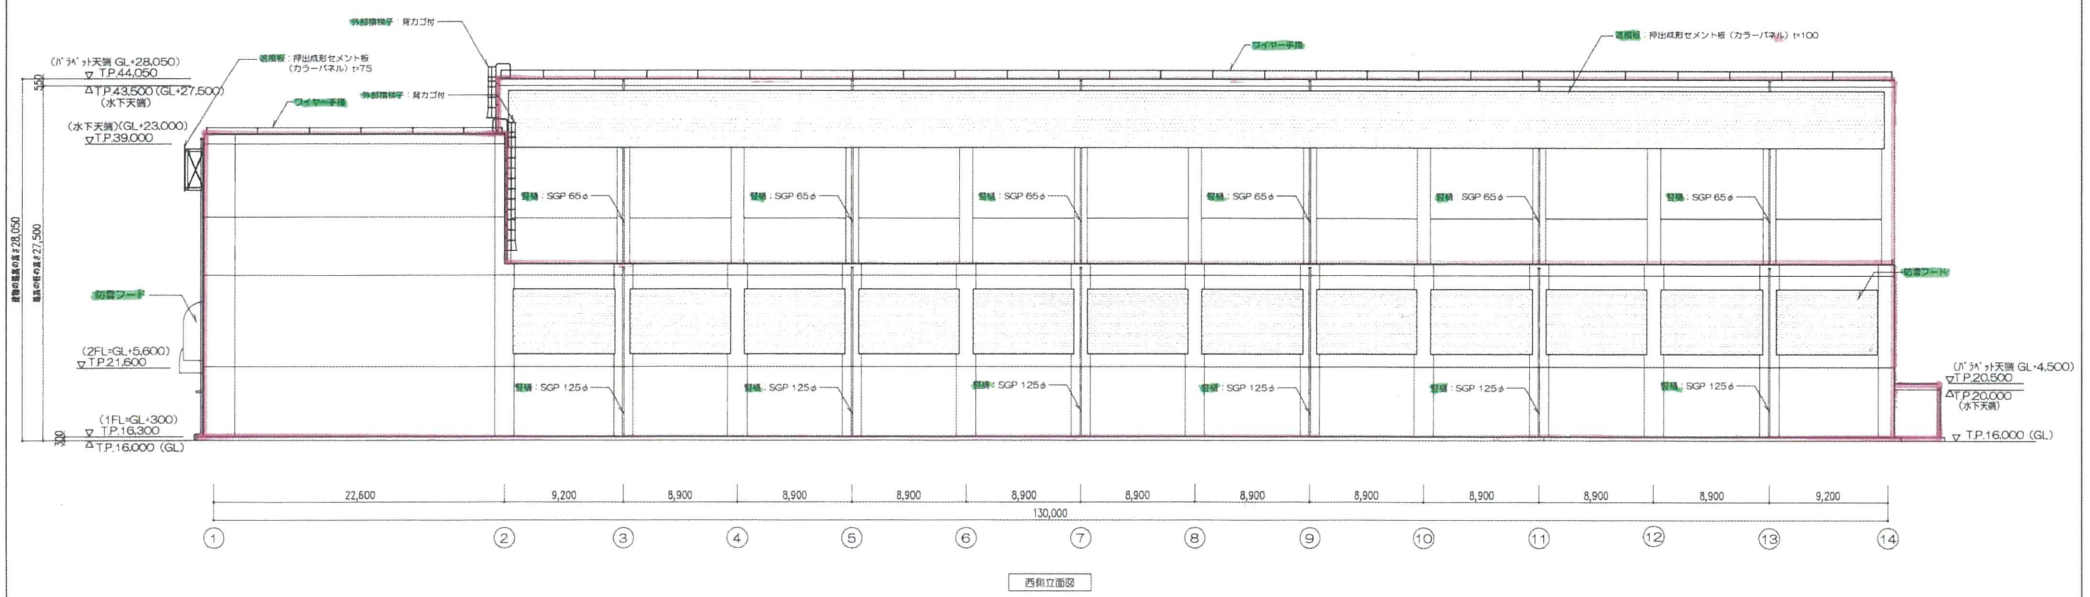 外部猿梯子：背カゴ付
遮風板：押出成形セメント板
(カラーパネル) t=75
(パラペット天端 GL+28,050)
▽ T.P.44,050
550
△T.P.43,500 (GL+27,500)
(水下天端)
(水下天端)(GL+23,000)
▽T.P.39.000
ワイヤー手摺
外部猿梯子：背カゴ付
ワイヤー手摺
遮風板：押出成形セメント板（カラーパネル）t=100
竪樋：SGP 65φ
竪樋：SGP 65φ
竪樋：SGP 65φ
竪樋：SGP 65φ
竪樋：SGP 65φ
竪樋：SGP 65φ
建物の最高の高さ28,050
最高の軒の高さ27,500
防音フード
防音フード
(2FL=GL+5,600)
▽ T.P.21,600
竪樋：SGP 125φ
竪樋：SGP 125φ
竪樋：SGP 125φ
竪樋：SGP 125φ
竪樋：SGP 125φ
竪樋：SGP 125φ
(パラペット天端 GL+4,500)
▽T.P.20,500
△T.P.20,000
(水下天端)
(1FL=GL+300)
▽ T.P.16,300
300
△T.P.16,000 (GL)
▽ T.P.16,000 (GL)
22,600 9,200 8,900 8,900 8,900 8,900 8,900 8,900 8,900 8,900 8,900 8,900 9,200
130,000
1 2 3 4 5 6 7 8 9 10 11 12 13 14
西側立面図